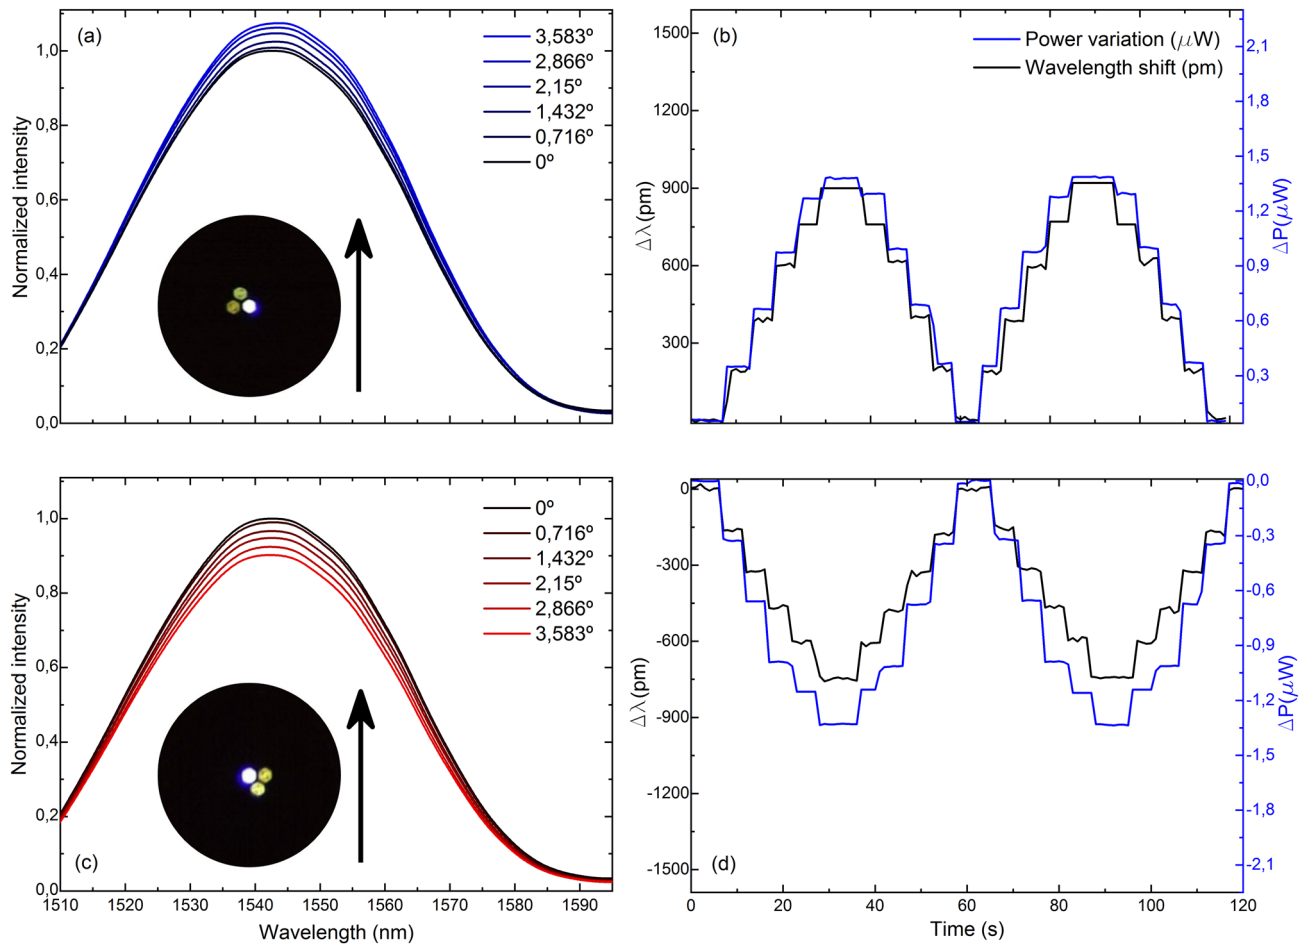 (a)
3,583º
2,866º
2,15º
1,432º
0,716º
0º
Normalized intensity
1,0
0,8
0,6
0,4
0,2
0,0
(b)
Power variation (μW)
Wavelength shift (pm)
1500
1200
900
600
300
Δλ(pm)
2,1
1,8
1,5
1,2
0,9
0,6
0,3
ΔP(μW)
(c)
0º
0,716º
1,432º
2,15º
2,866º
3,583º
Normalized intensity
1,0
0,8
0,6
0,4
0,2
0,0
1510 1520 1530 1540 1550 1560 1570 1580 1590
Wavelength (nm)
(d)
0
-300
-600
-900
-1200
-1500
Δλ(pm)
-0,0
-0,3
-0,6
-0,9
-1,2
-1,5
-1,8
-2,1
ΔP(μW)
0 20 40 60 80 100 120
Time (s)